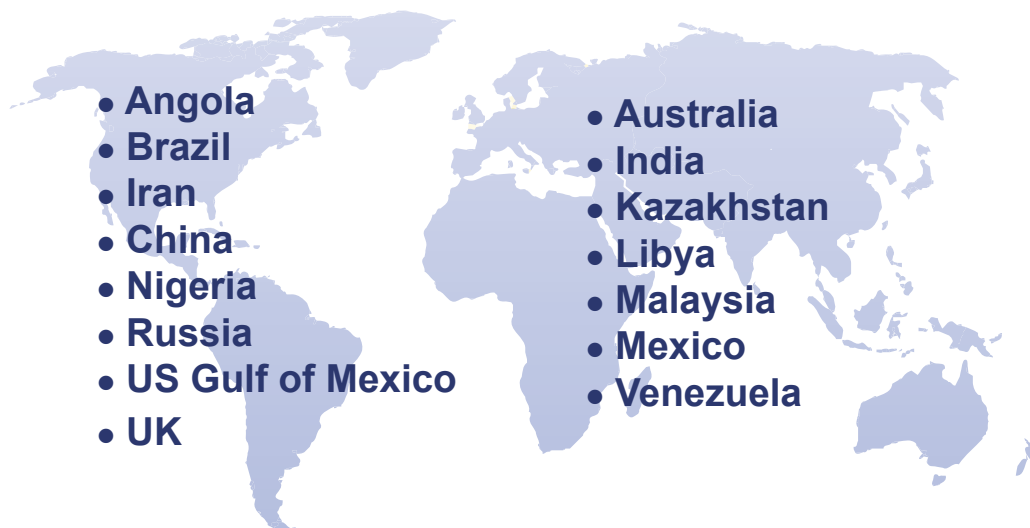 ● Angola
● Brazil
● Iran
● China
● Nigeria
● Russia
● US Gulf of Mexico
● UK
● Australia
● India
● Kazakhstan
● Libya
● Malaysia
● Mexico
● Venezuela